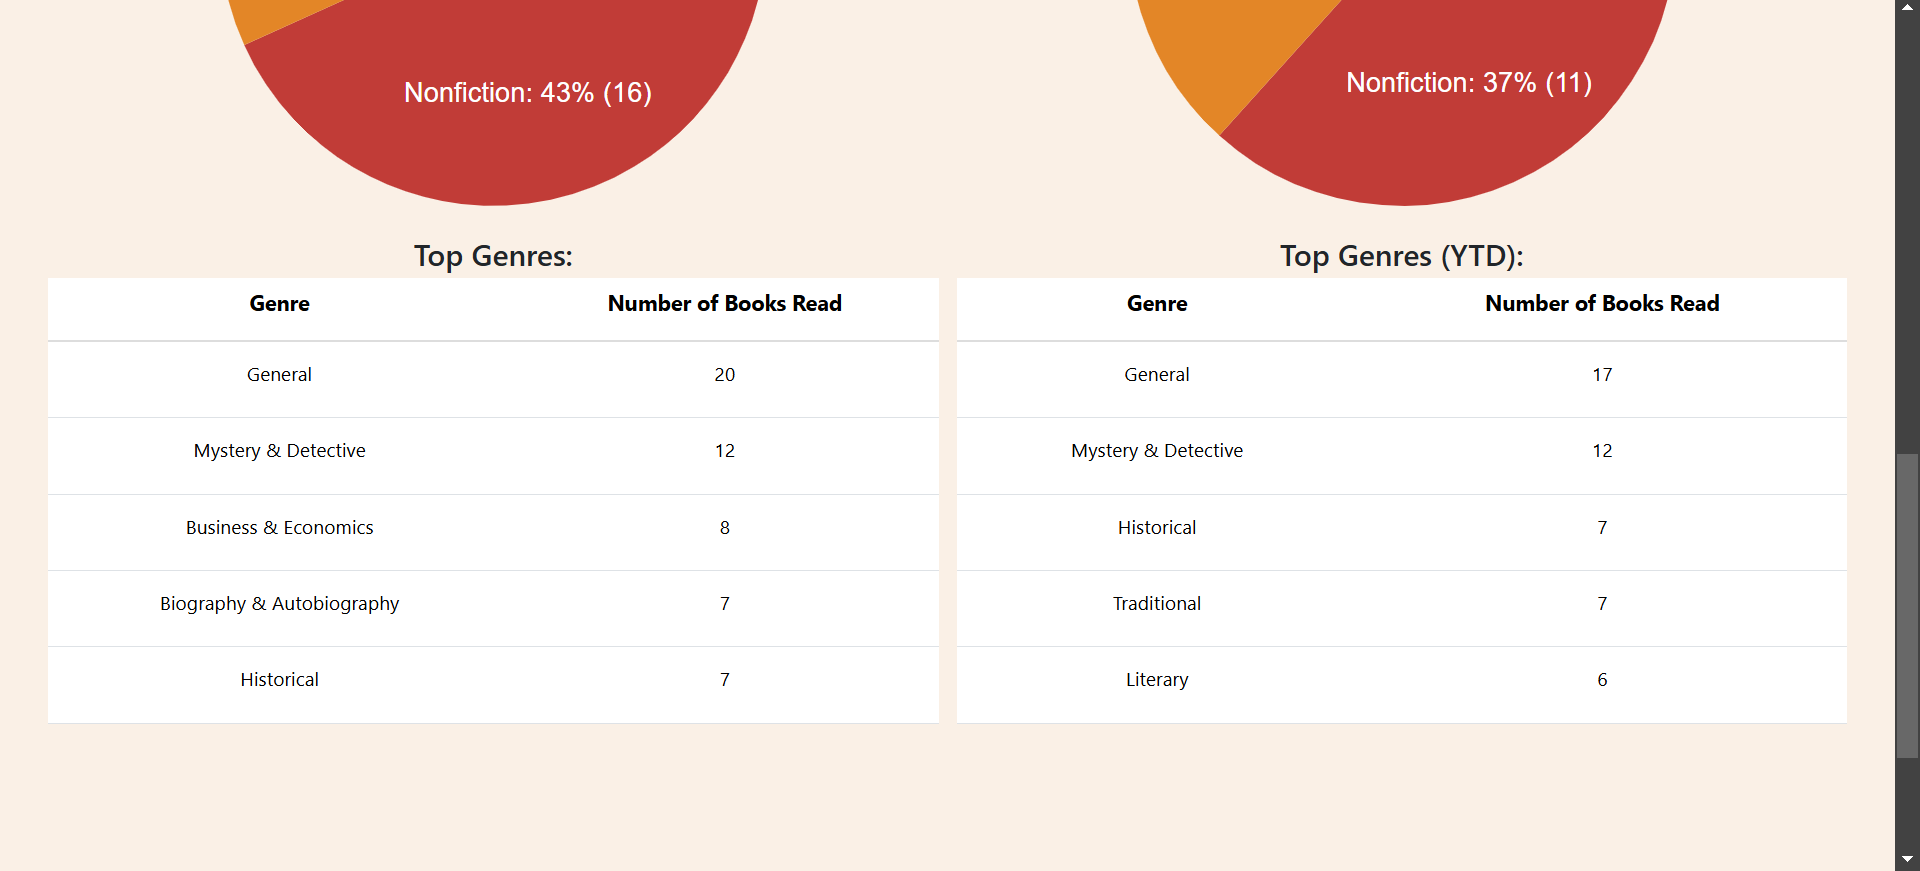 Nonfiction: 43% (16)
Nonfiction: 37% (11)
Top Genres:
Genre Number of Books Read
General 20
Mystery & Detective 12
Business & Economics 8
Biography & Autobiography 7
Historical 7
Top Genres (YTD):
Genre Number of Books Read
General 17
Mystery & Detective 12
Historical 7
Traditional 7
Literary 6